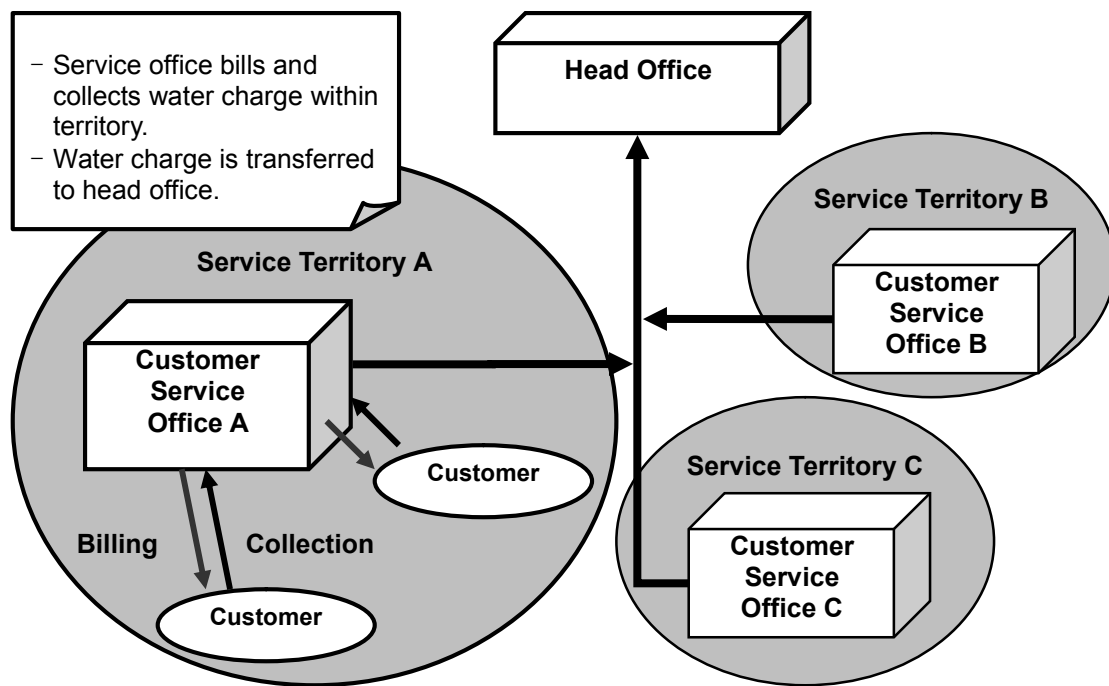 – Service office bills and
collects water charge within
territory.
– Water charge is transferred
to head office.
Head Office
Service Territory B
Customer
Service
Office B
Service Territory A
Customer
Service
Office A
Customer
Billing
Collection
Customer
Service Territory C
Customer
Service
Office C